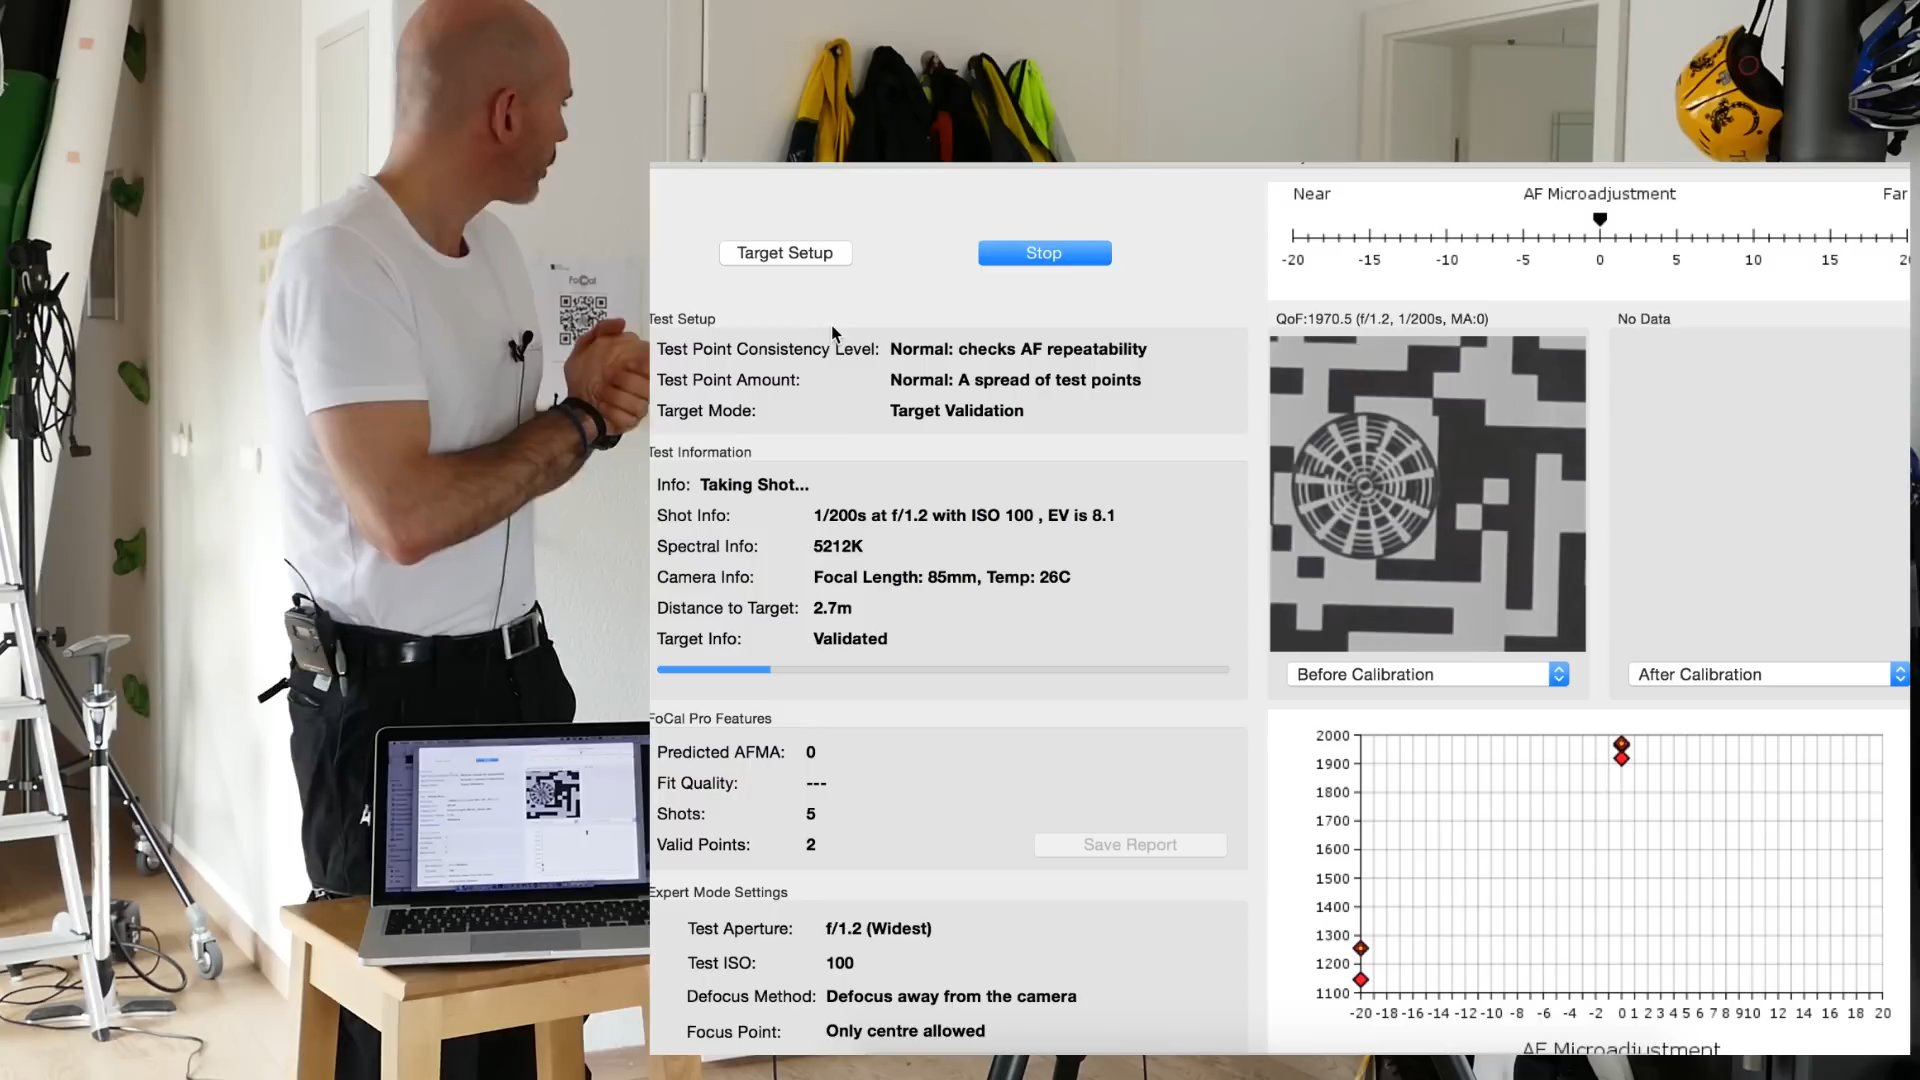 Near AF Microadjustment Far
-20 -15 -10 -5 0 5 10 15
Target Setup
Stop
FoCal
Test Setup
Test Point Consistency Level: Normal: checks AF repeatability
Test Point Amount: Normal: A spread of test points
Target Mode: Target Validation
Test Information
Info: Taking Shot...
Shot Info: 1/200s at f/1.2 with ISO 100 , EV is 8.1
Spectral Info: 5212K
Camera Info: Focal Length: 85mm, Temp: 26C
Distance to Target: 2.7m
Target Info: Validated
QoF:1970.5 (f/1.2, 1/200s, MA:0)
No Data
Before Calibration
After Calibration
FoCal Pro Features
Predicted AFMA: 0
Fit Quality: ---
Shots: 5
Valid Points: 2
Save Report
Expert Mode Settings
Test Aperture: f/1.2 (Widest)
Test ISO: 100
Defocus Method: Defocus away from the camera
Focus Point: Only centre allowed
2000
1900
1800
1700
1600
1500
1400
1300
1200
1100
-20 -18 -16 -14 -12 -10 -8 -6 -4 -2 0 1 2 3 4 5 6 7 8 9 10 12 14 16 18 20
AF Microadjustment